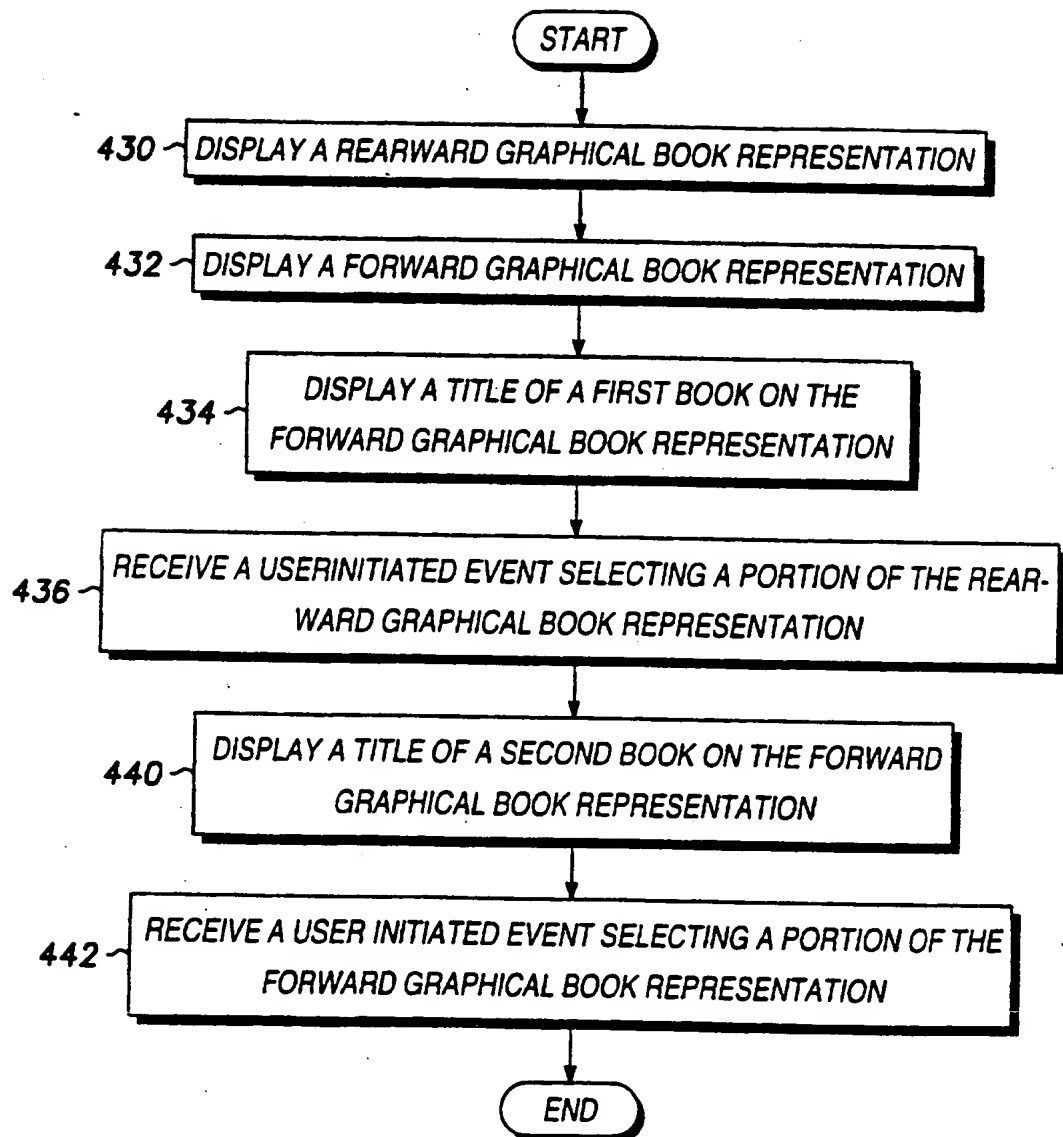 START
430 DISPLAY A REARWARD GRAPHICAL BOOK REPRESENTATION
432 DISPLAY A FORWARD GRAPHICAL BOOK REPRESENTATION
434 DISPLAY A TITLE OF A FIRST BOOK ON THE
FORWARD GRAPHICAL BOOK REPRESENTATION
436 RECEIVE A USERINITIATED EVENT SELECTING A PORTION OF THE REAR-
WARD GRAPHICAL BOOK REPRESENTATION
440 DISPLAY A TITLE OF A SECOND BOOK ON THE FORWARD
GRAPHICAL BOOK REPRESENTATION
442 RECEIVE A USER INITIATED EVENT SELECTING A PORTION OF THE
FORWARD GRAPHICAL BOOK REPRESENTATION
END